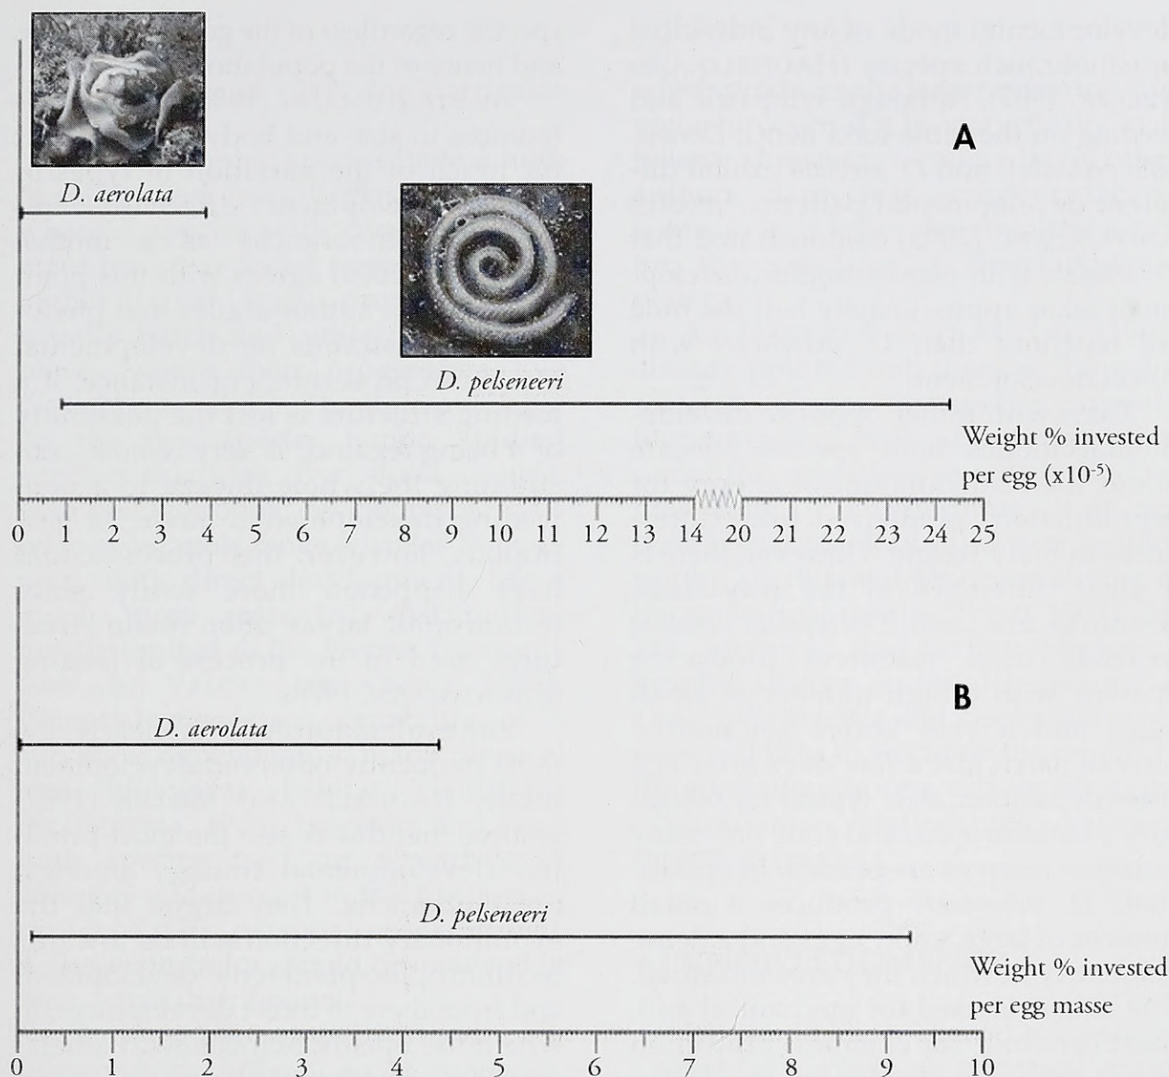 A
D. aerolata
D. pelseneeri
Weight % invested
per egg (x10-5)
0 1 2 3 4 5 6 7 8 9 10 11 12 13 14 20 21 22 23 24 25
B
D. aerolata
D. pelseneeri
Weight % invested
per egg masse
0 1 2 3 4 5 6 7 8 9 10